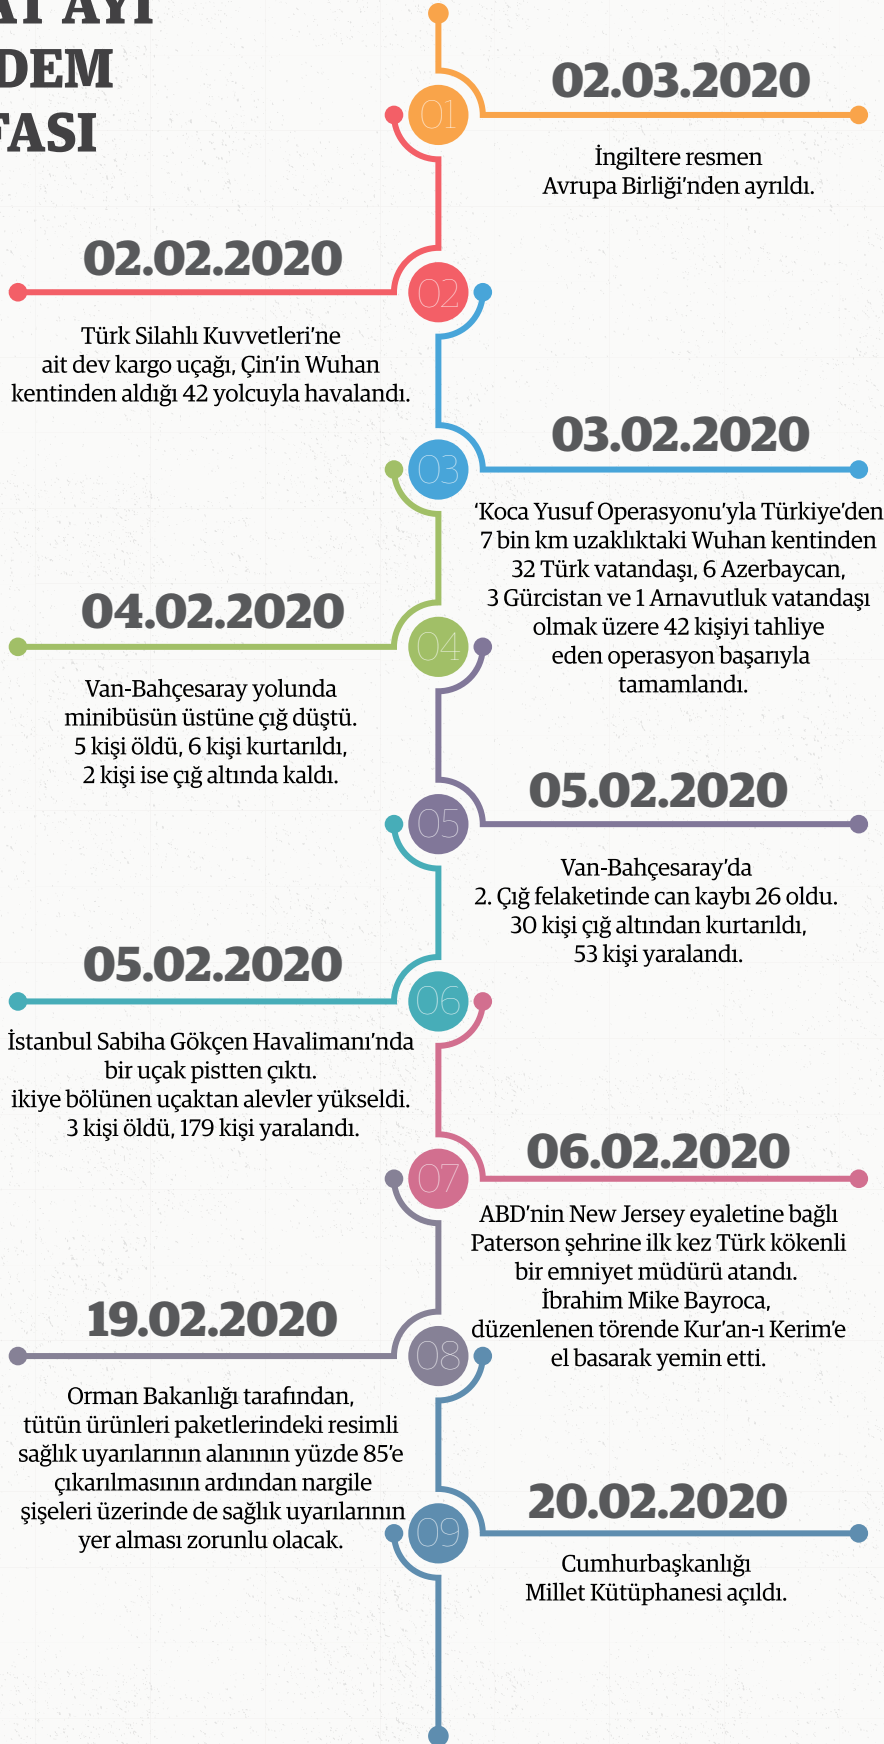 AYI
DEM
FASI
01
02.03.2020
İngiltere resmen
Avrupa Birliği’nden ayrıldı.
02.02.2020
02
Türk Silahlı Kuvvetleri’ne
ait dev kargo uçağı, Çin’in Wuhan
kentinden aldığı 42 yolcuyla havalandı.
03
03.02.2020
‘Koca Yusuf Operasyonu’yla Türkiye’den
7 bin km uzaklıktaki Wuhan kentinden
32 Türk vatandaşı, 6 Azerbaycan,
3 Gürcistan ve 1 Arnavutluk vatandaşı
olmak üzere 42 kişiyi tahliye
eden operasyon başarıyla
tamamlandı.
04.02.2020
04
Van-Bahçesaray yolunda
minibüsün üstüne çığ düştü.
5 kişi öldü, 6 kişi kurtarıldı,
2 kişi ise çığ altında kaldı.
05
05.02.2020
Van-Bahçesaray’da
2. Çığ felaketinde can kaybı 26 oldu.
30 kişi çığ altından kurtarıldı,
53 kişi yaralandı.
05.02.2020
06
İstanbul Sabiha Gökçen Havalimanı’nda
bir uçak pistten çıktı.
ikiye bölünen uçaktan alevler yükseldi.
3 kişi öldü, 179 kişi yaralandı.
07
06.02.2020
ABD’nin New Jersey eyaletine bağlı
Paterson şehrine ilk kez Türk kökenli
bir emniyet müdürü atandı.
İbrahim Mike Bayroca,
düzenlenen törende Kur’an-ı Kerim’e
el basarak yemin etti.
19.02.2020
08
Orman Bakanlığı tarafından,
tütün ürünleri paketlerindeki resimli
sağlık uyarılarının alanının yüzde 85’e
çıkarılmasının ardından nargile
şişeleri üzerinde de sağlık uyarılarının
yer alması zorunlu olacak.
09
20.02.2020
Cumhurbaşkanlığı
Millet Kütüphanesi açıldı.